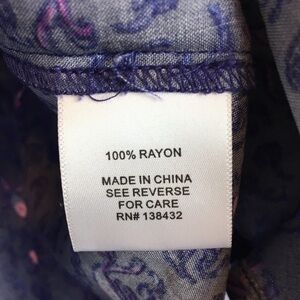 100% RAYON
MADE IN CHINA
SEE REVERSE
FOR CARE
RN# 138432